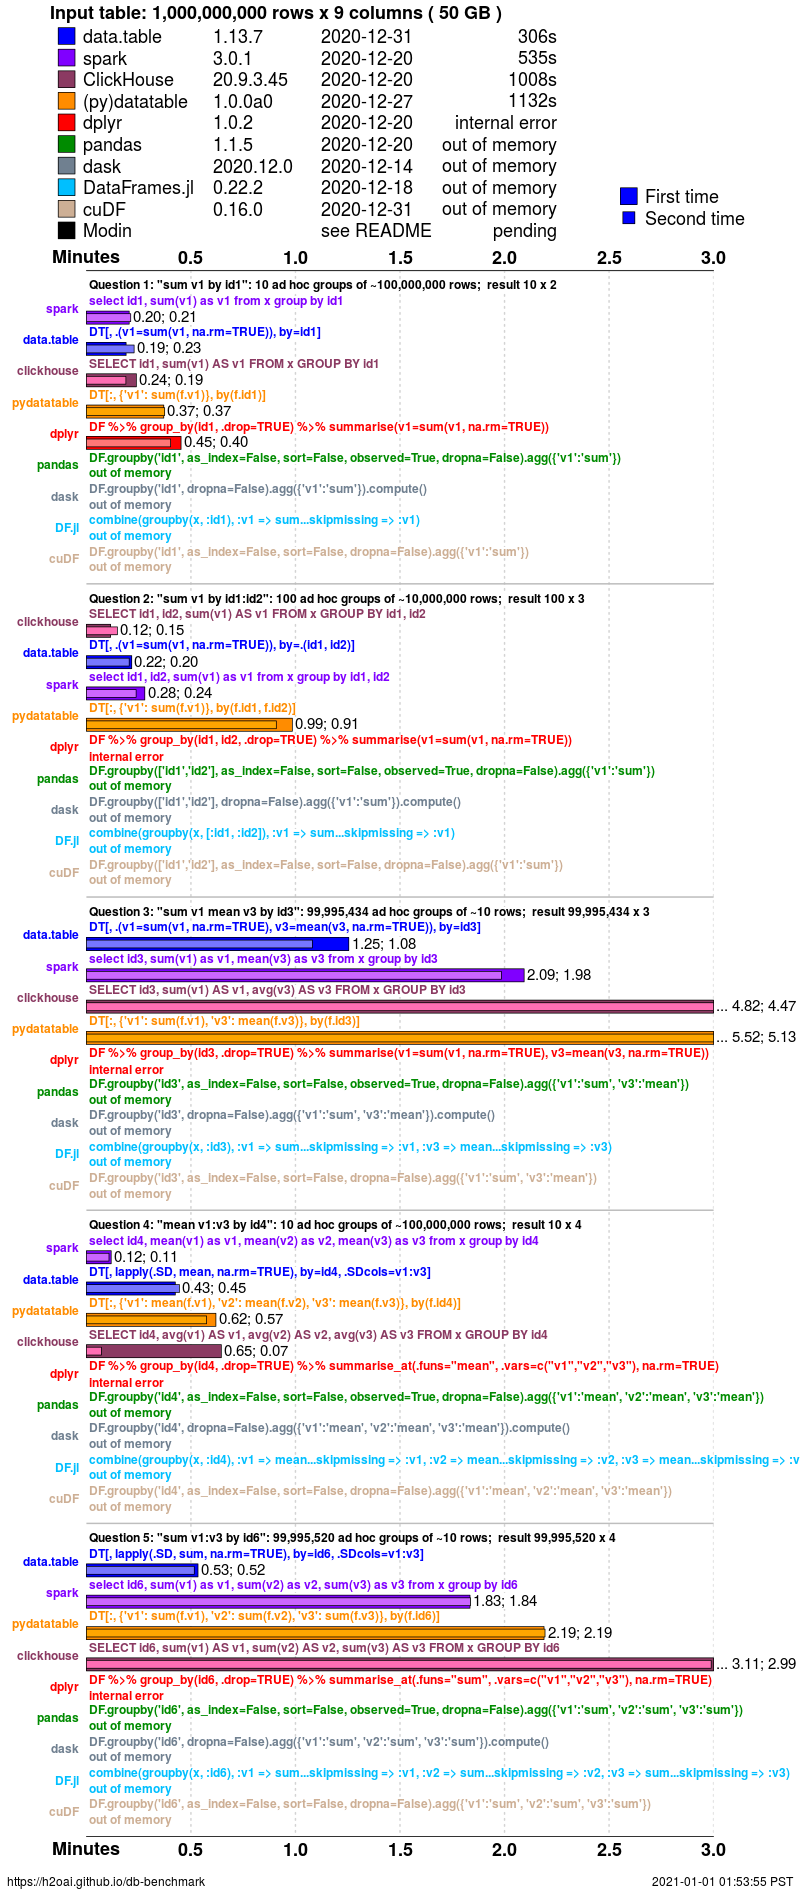 Input table: 1,000,000,000 rows x 9 columns ( 50 GB )
data.table 1.13.7 2020-12-31 306s
spark 3.0.1 2020-12-20 535s
ClickHouse 20.9.3.45 2020-12-20 1008s
(py)datatable 1.0.0a0 2020-12-27 1132s
dplyr 1.0.2 2020-12-20 internal error
pandas 1.1.5 2020-12-20 out of memory
dask 2020.12.0 2020-12-14 out of memory
DataFrames.jl 0.22.2 2020-12-18 out of memory
cuDF 0.16.0 2020-12-31 out of memory
Modin see README pending
First time
Second time
Minutes 0.5 1.0 1.5 2.0 2.5 3.0
Question 1: "sum v1 by id1": 10 ad hoc groups of ~100,000,000 rows; result 10 x 2
spark select id1, sum(v1) as v1 from x group by id1
0.20; 0.21
data.table DT[, .(v1=sum(v1, na.rm=TRUE)), by=id1]
0.19; 0.23
clickhouse SELECT id1, sum(v1) AS v1 FROM x GROUP BY id1
0.24; 0.19
pydatatable DT[:, {'v1': sum(f.v1)}, by(f.id1)]
0.37; 0.37
dplyr DF %>% group_by(id1, .drop=TRUE) %>% summarise(v1=sum(v1, na.rm=TRUE))
0.45; 0.40
pandas DF.groupby('id1', as_index=False, sort=False, observed=True, dropna=False).agg({'v1':'sum'})
out of memory
dask DF.groupby('id1', dropna=False).agg({'v1':'sum'}).compute()
out of memory
DF.jl combine(groupby(x, :id1), :v1 => sum...skipmissing => :v1)
out of memory
cuDF DF.groupby('id1', as_index=False, sort=False, dropna=False).agg({'v1':'sum'})
out of memory
Question 2: "sum v1 by id1:id2": 100 ad hoc groups of ~10,000,000 rows; result 100 x 3
clickhouse SELECT id1, id2, sum(v1) AS v1 FROM x GROUP BY id1, id2
0.12; 0.15
data.table DT[, .(v1=sum(v1, na.rm=TRUE)), by=.(id1, id2)]
0.22; 0.20
spark select id1, id2, sum(v1) as v1 from x group by id1, id2
0.28; 0.24
pydatatable DT[:, {'v1': sum(f.v1)}, by(f.id1, f.id2)]
0.99; 0.91
dplyr DF %>% group_by(id1, id2, .drop=TRUE) %>% summarise(v1=sum(v1, na.rm=TRUE))
internal error
pandas DF.groupby(['id1','id2'], as_index=False, sort=False, observed=True, dropna=False).agg({'v1':'sum'})
out of memory
dask DF.groupby(['id1','id2'], dropna=False).agg({'v1':'sum'}).compute()
out of memory
DF.jl combine(groupby(x, [:id1, :id2]), :v1 => sum...skipmissing => :v1)
out of memory
cuDF DF.groupby(['id1','id2'], as_index=False, sort=False, dropna=False).agg({'v1':'sum'})
out of memory
Question 3: "sum v1 mean v3 by id3": 99,995,434 ad hoc groups of ~10 rows; result 99,995,434 x 3
data.table DT[, .(v1=sum(v1, na.rm=TRUE), v3=mean(v3, na.rm=TRUE)), by=id3]
1.25; 1.08
spark select id3, sum(v1) as v1, mean(v3) as v3 from x group by id3
2.09; 1.98
clickhouse SELECT id3, sum(v1) AS v1, avg(v3) AS v3 FROM x GROUP BY id3
... 4.82; 4.47
pydatatable DT[:, {'v1': sum(f.v1), 'v3': mean(f.v3)}, by(f.id3)]
... 5.52; 5.13
dplyr DF %>% group_by(id3, .drop=TRUE) %>% summarise(v1=sum(v1, na.rm=TRUE), v3=mean(v3, na.rm=TRUE))
internal error
pandas DF.groupby('id3', as_index=False, sort=False, observed=True, dropna=False).agg({'v1':'sum', 'v3':'mean'})
out of memory
dask DF.groupby('id3', dropna=False).agg({'v1':'sum', 'v3':'mean'}).compute()
out of memory
DF.jl combine(groupby(x, :id3), :v1 => sum...skipmissing => :v1, :v3 => mean...skipmissing => :v3)
out of memory
cuDF DF.groupby('id3', as_index=False, sort=False, dropna=False).agg({'v1':'sum', 'v3':'mean'})
out of memory
Question 4: "mean v1:v3 by id4": 10 ad hoc groups of ~100,000,000 rows; result 10 x 4
spark select id4, mean(v1) as v1, mean(v2) as v2, mean(v3) as v3 from x group by id4
0.12; 0.11
data.table DT[, lapply(.SD, mean, na.rm=TRUE), by=id4, .SDcols=v1:v3]
0.43; 0.45
pydatatable DT[:, {'v1': mean(f.v1), 'v2': mean(f.v2), 'v3': mean(f.v3)}, by(f.id4)]
0.62; 0.57
clickhouse SELECT id4, avg(v1) AS v1, avg(v2) AS v2, avg(v3) AS v3 FROM x GROUP BY id4
0.65; 0.07
dplyr DF %>% group_by(id4, .drop=TRUE) %>% summarise_at(.funs="mean", .vars=c("v1","v2","v3"), na.rm=TRUE)
internal error
pandas DF.groupby('id4', as_index=False, sort=False, observed=True, dropna=False).agg({'v1':'mean', 'v2':'mean', 'v3':'mean'})
out of memory
dask DF.groupby('id4', dropna=False).agg({'v1':'mean', 'v2':'mean', 'v3':'mean'}).compute()
out of memory
DF.jl combine(groupby(x, :id4), :v1 => mean...skipmissing => :v1, :v2 => mean...skipmissing => :v2, :v3 => mean...skipmissing => :v
out of memory
cuDF DF.groupby('id4', as_index=False, sort=False, dropna=False).agg({'v1':'mean', 'v2':'mean', 'v3':'mean'})
out of memory
Question 5: "sum v1:v3 by id6": 99,995,520 ad hoc groups of ~10 rows; result 99,995,520 x 4
data.table DT[, lapply(.SD, sum, na.rm=TRUE), by=id6, .SDcols=v1:v3]
0.53; 0.52
spark select id6, sum(v1) as v1, sum(v2) as v2, sum(v3) as v3 from x group by id6
1.83; 1.84
pydatatable DT[:, {'v1': sum(f.v1), 'v2': sum(f.v2), 'v3': sum(f.v3)}, by(f.id6)]
2.19; 2.19
clickhouse SELECT id6, sum(v1) AS v1, sum(v2) AS v2, sum(v3) AS v3 FROM x GROUP BY id6
... 3.11; 2.99
dplyr DF %>% group_by(id6, .drop=TRUE) %>% summarise_at(.funs="sum", .vars=c("v1","v2","v3"), na.rm=TRUE)
internal error
pandas DF.groupby('id6', as_index=False, sort=False, observed=True, dropna=False).agg({'v1':'sum', 'v2':'sum', 'v3':'sum'})
out of memory
dask DF.groupby('id6', dropna=False).agg({'v1':'sum', 'v2':'sum', 'v3':'sum'}).compute()
out of memory
DF.jl combine(groupby(x, :id6), :v1 => sum...skipmissing => :v1, :v2 => sum...skipmissing => :v2, :v3 => sum...skipmissing => :v3)
out of memory
cuDF DF.groupby('id6', as_index=False, sort=False, dropna=False).agg({'v1':'sum', 'v2':'sum', 'v3':'sum'})
out of memory
Minutes 0.5 1.0 1.5 2.0 2.5 3.0
https://h2oai.github.io/db-benchmark 2021-01-01 01:53:55 PST